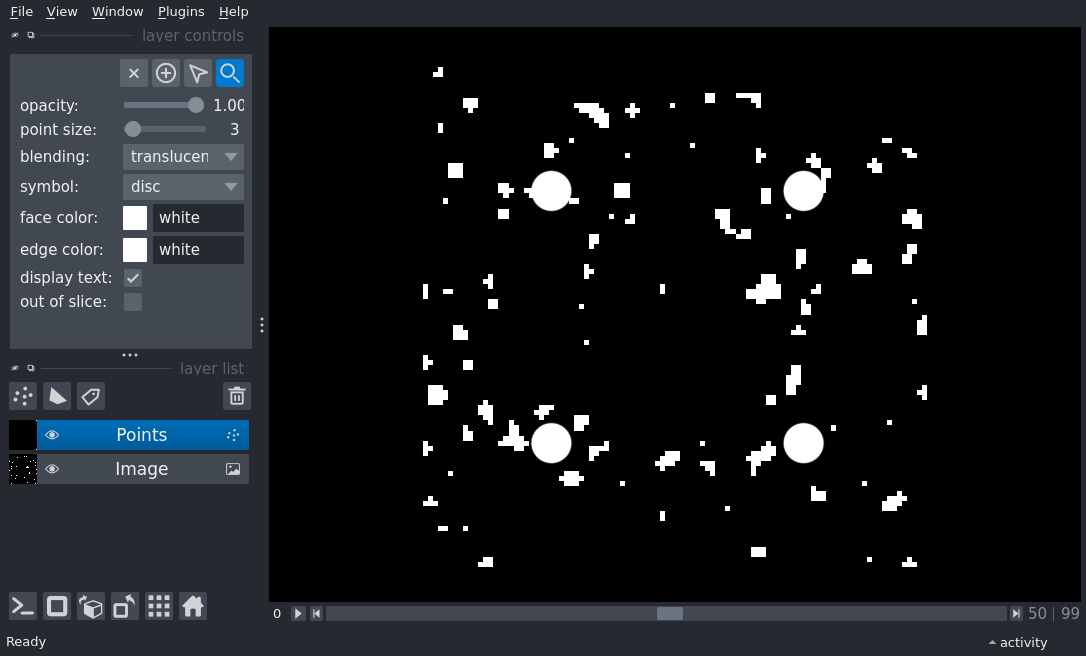 File View Window Plugins Help
layer controls
opacity: 1.00
point size: 3
blending: translucen
symbol: disc
face color: white
edge color: white
display text:
out of slice:
layer list
Points
Image
0 50 | 99
Ready activity